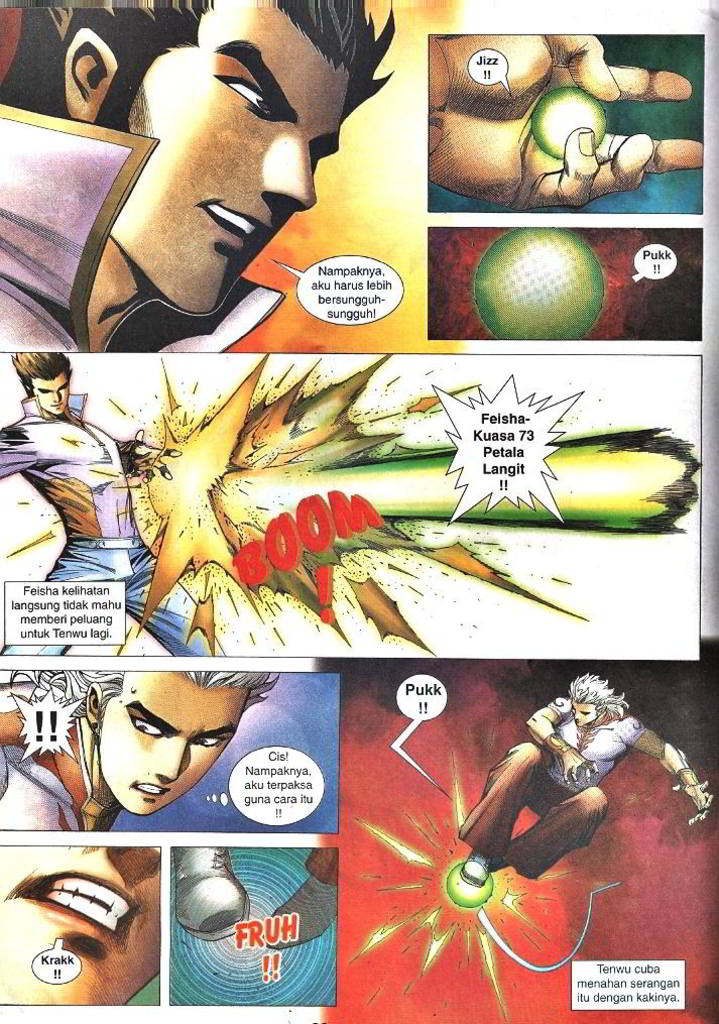 Nampaknya,
aku harus lebih
bersungguh-
sungguh!
Jizz
!!
Pukk
!!
Feisha-
Kuasa 73
Petala
Langit
!!
BOOM
!
Feisha kelihatan
langsung tidak mahu
memberi peluang
untuk Tenwu lagi.
!!
Cis!
Nampaknya,
aku terpaksa
guna cara itu
!!
Pukk
!!
Krakk
!!
FRUH
!!
Tenwu cuba
menahan serangan
itu dengan kakinya.